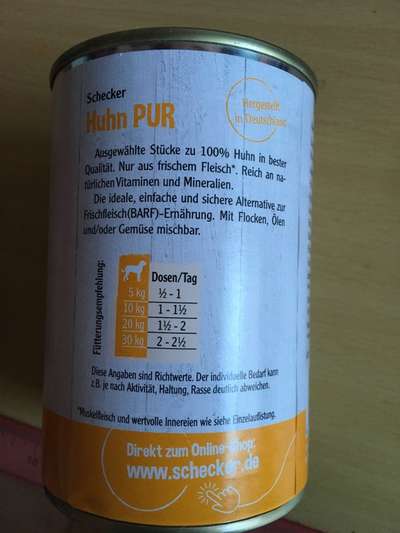 Schecker
Huhn PUR
Hergestellt
in Deutschland
Ausgewählte Stücke zu 100% Huhn in bester
Qualität. Nur aus frischem Fleisch*. Reich an na-
türlichen Vitaminen und Mineralien.
Die ideale, einfache und sichere Alternative zur
Frischfleisch(BARF)-Ernährung. Mit Flocken, Ölen
und/oder Gemüse mischbar.
Fütterungsempfehlung:
Dosen/Tag
5 kg ½ - 1
10 kg 1 - 1½
20 kg 1½ - 2
30 kg 2 - 2½
Diese Angaben sind Richtwerte. Der individuelle Bedarf kann
z.B. je nach Aktivität, Haltung, Rasse deutlich abweichen.
*Muskelfleisch und wertvolle Innereien wie siehe Einzelauflistung.
Direkt zum Online-Shop:
www.schecker.de